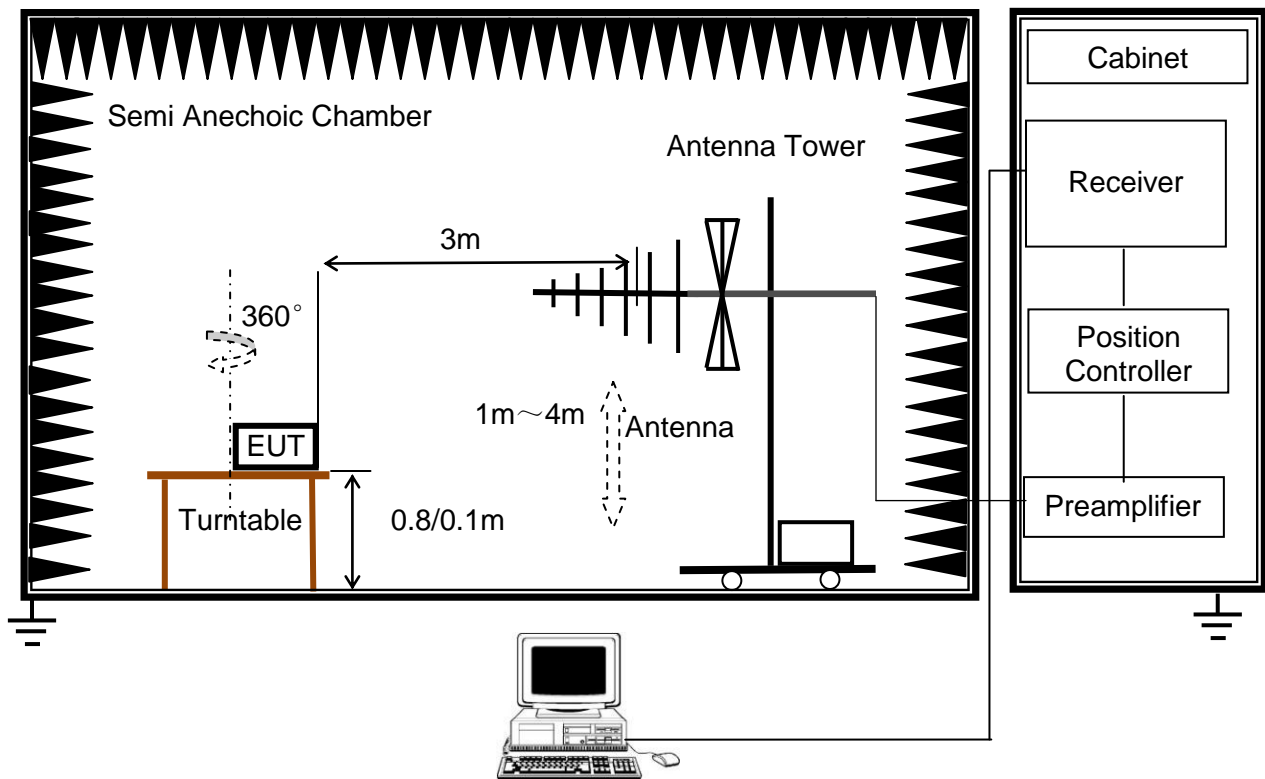 Semi Anechoic Chamber
Antenna Tower
3m
360°
1m～4m
Antenna
EUT
Turntable
0.8/0.1m
Cabinet
Receiver
Position
Controller
Preamplifier